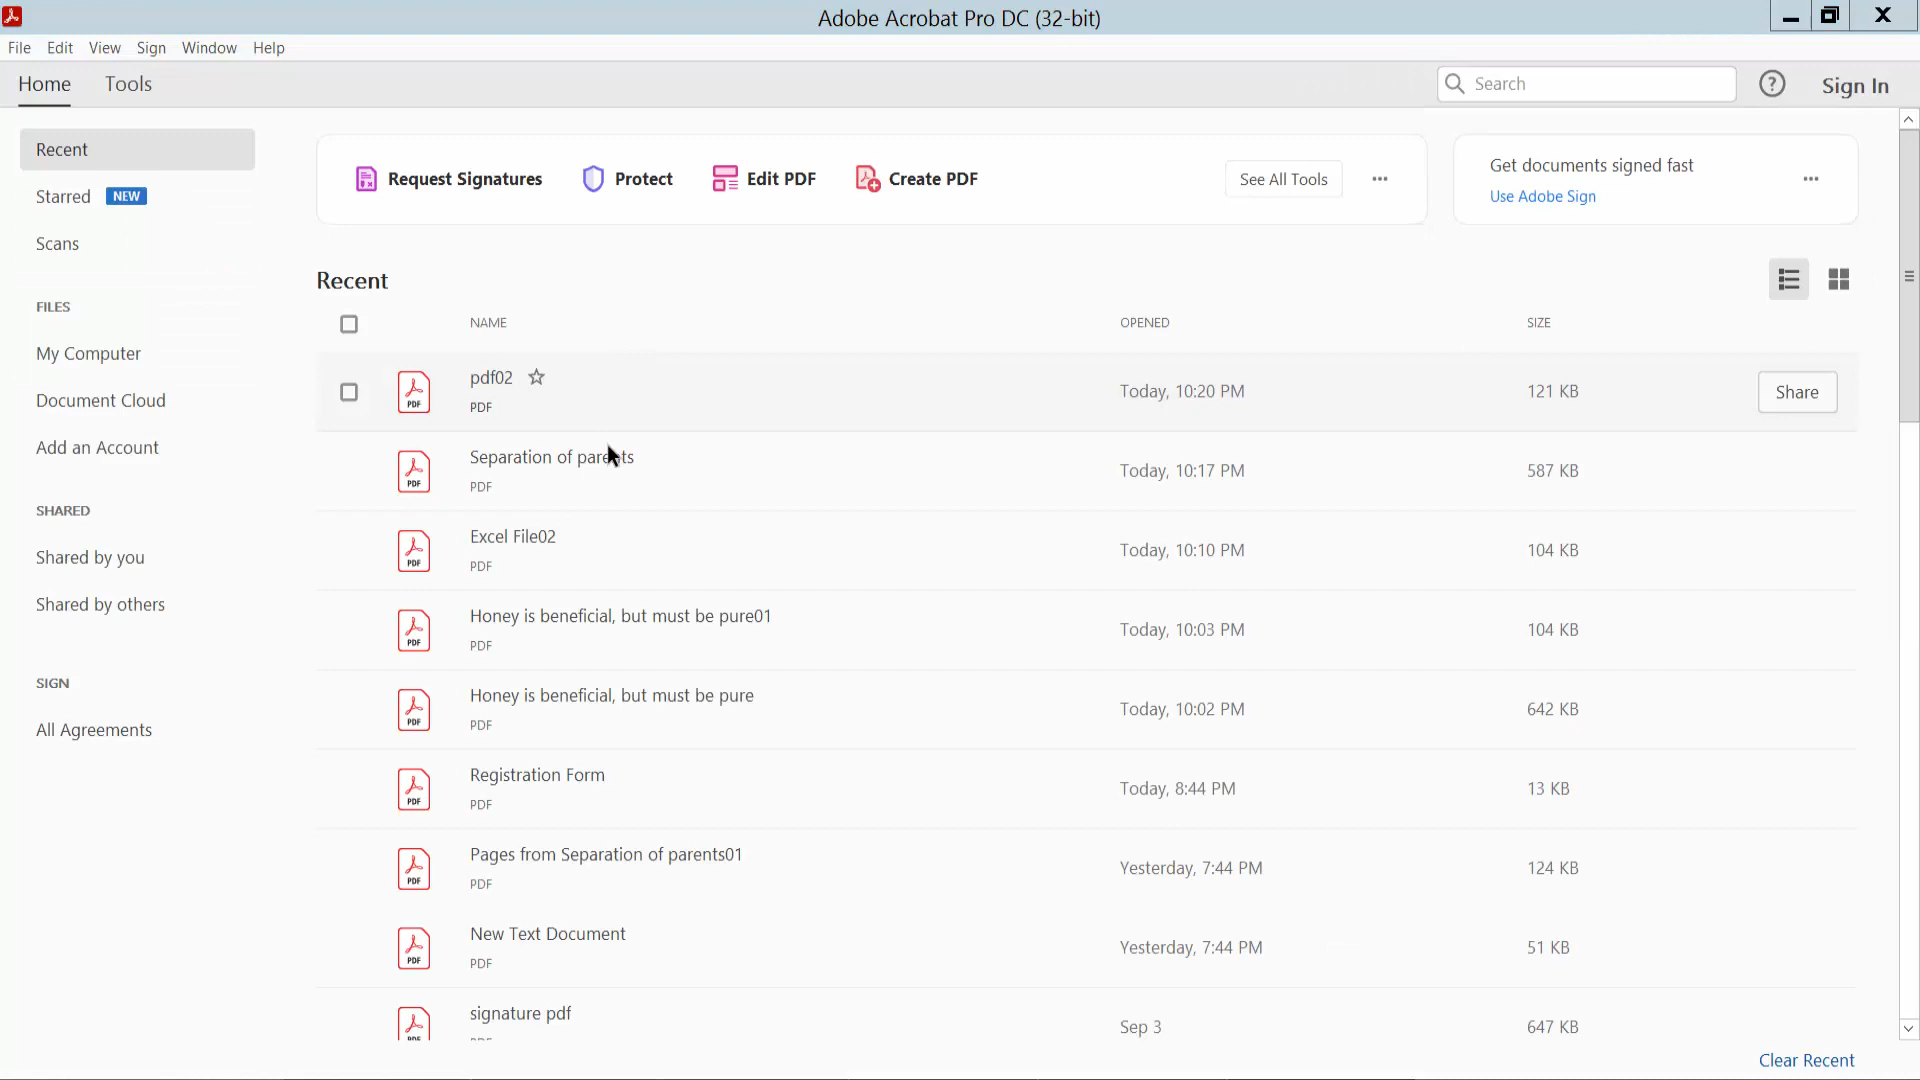 Adobe Acrobat Pro DC (32-bit)
File Edit View Sign Window Help
Home Tools Search Sign In
Recent
Starred NEW
Scans
FILES
My Computer
Document Cloud
Add an Account
SHARED
Shared by you
Shared by others
SIGN
All Agreements
Request Signatures Protect Edit PDF Create PDF See All Tools
Get documents signed fast
Use Adobe Sign
Recent
NAME OPENED SIZE
pdf02 Today, 10:20 PM 121 KB Share
PDF
Separation of parents Today, 10:17 PM 587 KB
PDF
Excel File02 Today, 10:10 PM 104 KB
PDF
Honey is beneficial, but must be pure01 Today, 10:03 PM 104 KB
PDF
Honey is beneficial, but must be pure Today, 10:02 PM 642 KB
PDF
Registration Form Today, 8:44 PM 13 KB
PDF
Pages from Separation of parents01 Yesterday, 7:44 PM 124 KB
PDF
New Text Document Yesterday, 7:44 PM 51 KB
PDF
signature pdf Sep 3 647 KB
Clear Recent